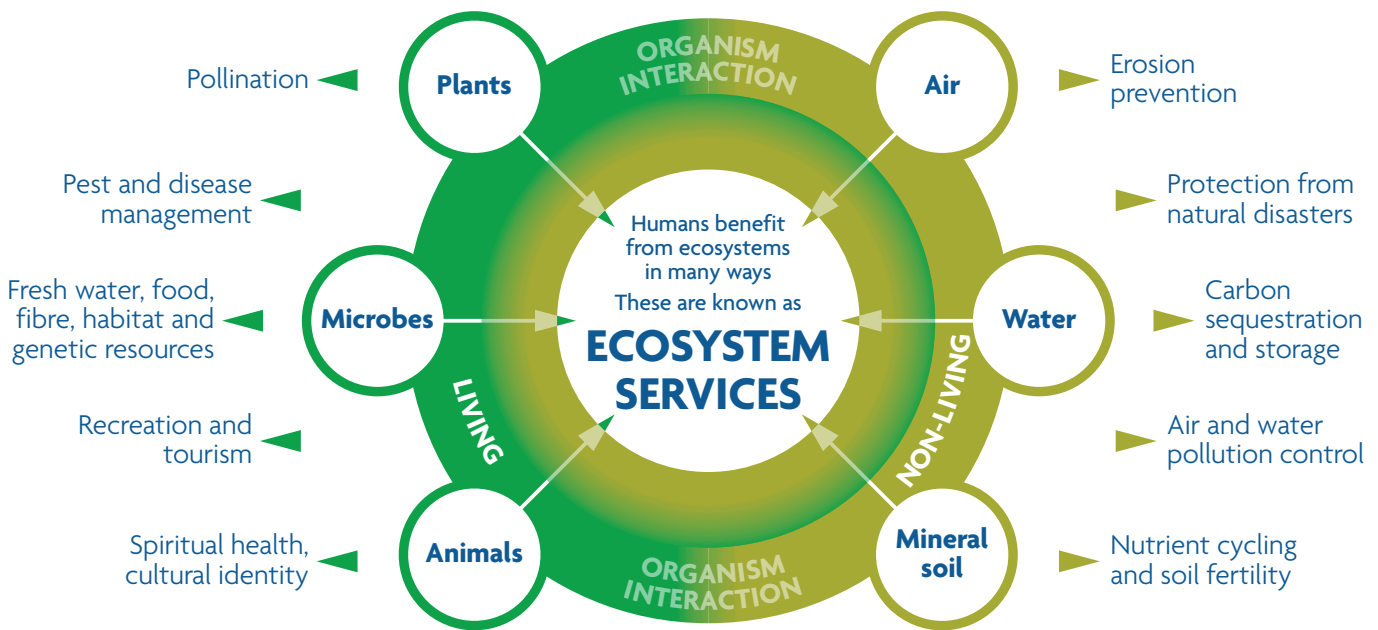 ORGANISM
INTERACTION
Plants
Air
Pollination
Erosion
prevention
Pest and disease
management
Protection from
natural disasters
Humans benefit
from ecosystems
in many ways
These are known as
ECOSYSTEM
SERVICES
Fresh water, food,
fibre, habitat and
genetic resources
Microbes
Water
Carbon
sequestration
and storage
LIVING
NON-LIVING
Recreation and
tourism
Air and water
pollution control
Animals
Mineral
soil
Spiritual health,
cultural identity
Nutrient cycling
and soil fertility
ORGANISM
INTERACTION